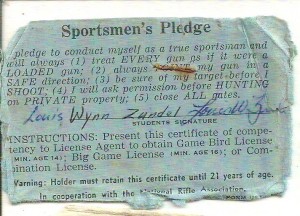 Sportsmen's Pledge
pledge to conduct myself as a true sportsman and
will always (1) treat EVERY gun as if it were a
LOADED gun; (2) always my gun in a
SAFE direction; (3) be sure of my target before I
SHOOT; (4) I will ask permission before HUNTING
on PRIVATE property; (5) close ALL gates.
Louis Wynn Zundel
STUDENTS SIGNATURE
INSTRUCTIONS: Present this certificate of compe-
tency to License Agent to obtain Game Bird License
(MIN. AGE 14); Big Game License (MIN. AGE 16); or Com-
bination License.
Warning: Holder must retain this certificate until 21 years of age.
In cooperation with the National Rifle Association.
FORM